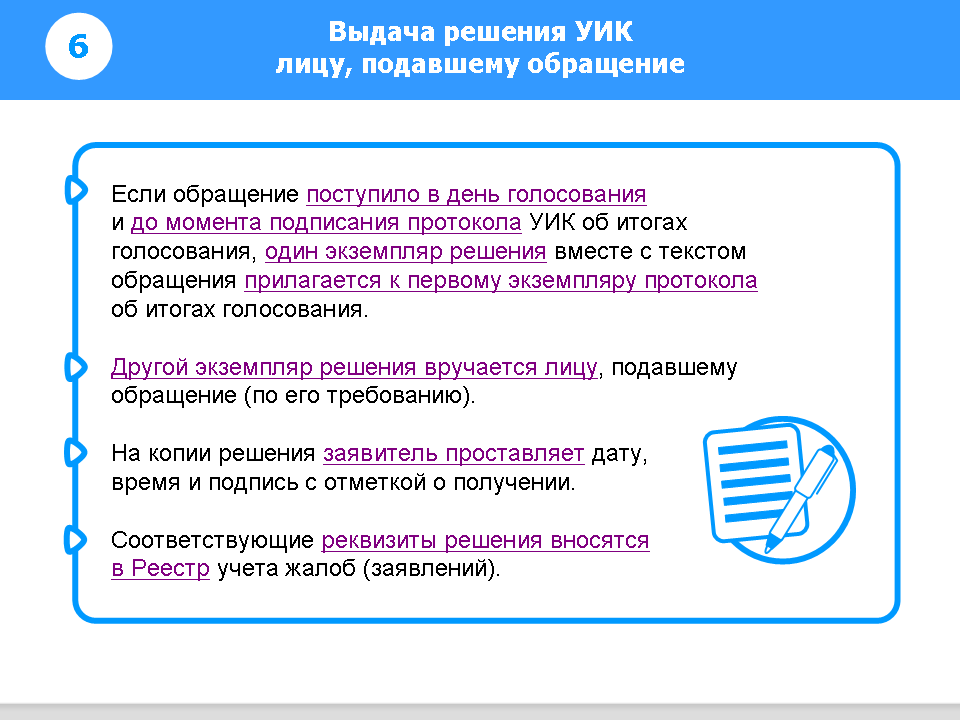 6
Выдача решения УИК
лицу, подавшему обращение
Если обращение поступило в день голосования
и до момента подписания протокола УИК об итогах
голосования, один экземпляр решения вместе с текстом
обращения прилагается к первому экземпляру протокола
об итогах голосования.
Другой экземпляр решения вручается лицу, подавшему
обращение (по его требованию).
На копии решения заявитель проставляет дату,
время и подпись с отметкой о получении.
Соответствующие реквизиты решения вносятся
в Реестр учета жалоб (заявлений).